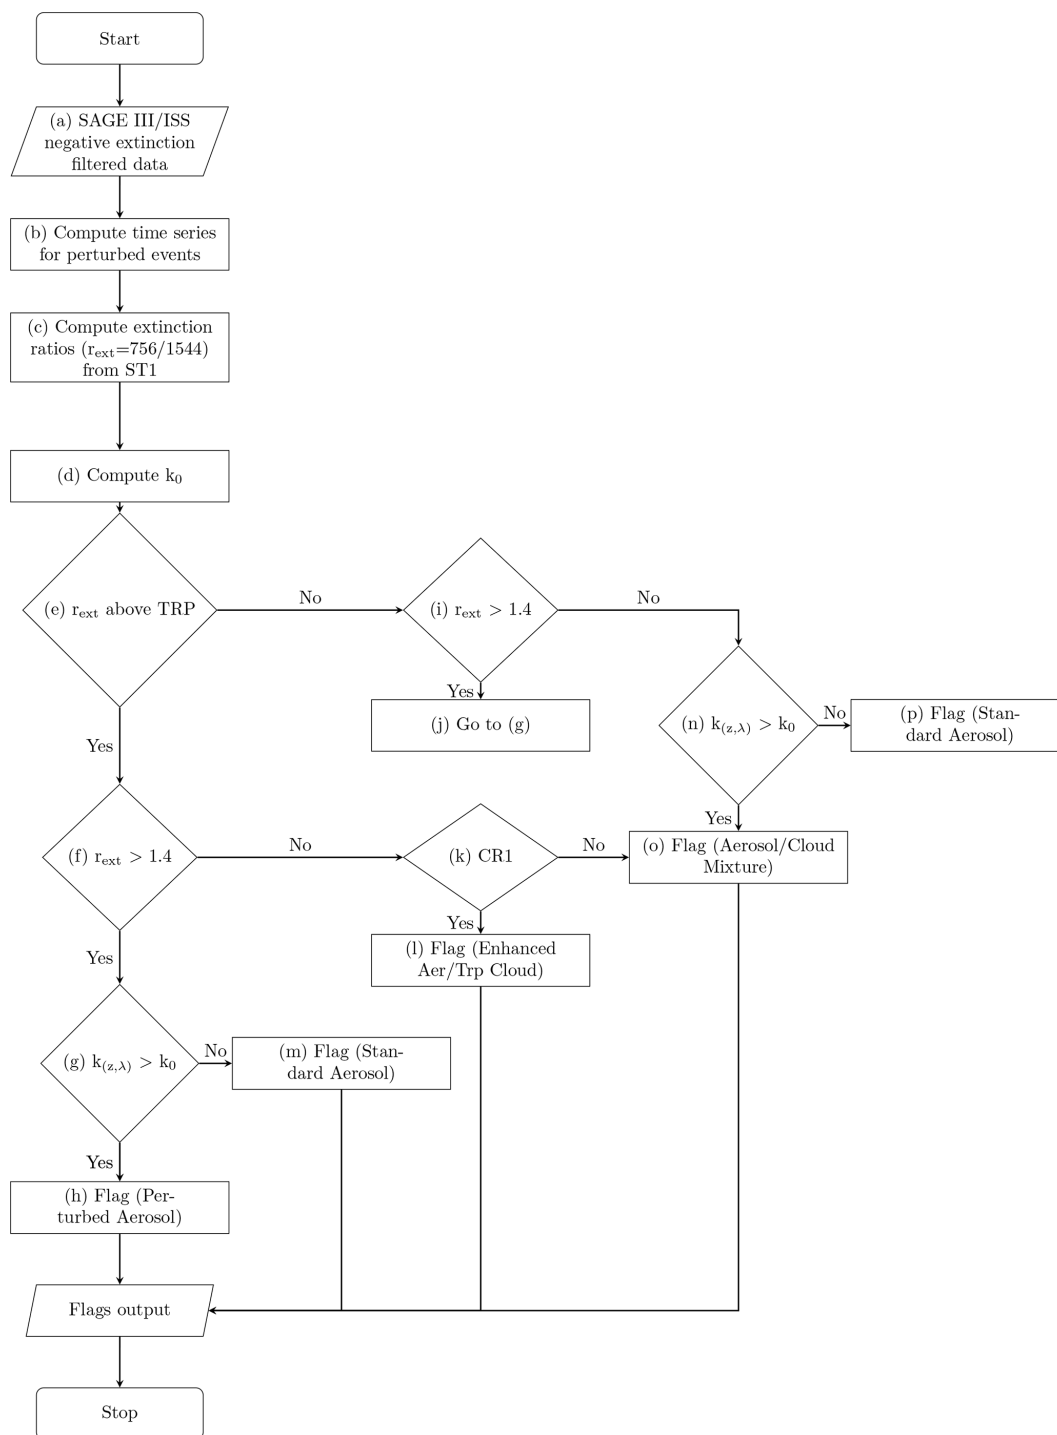 Start
(a) SAGE III/ISS
negative extinction
filtered data
(b) Compute time series
for perturbed events
(c) Compute extinction
ratios (rext=756/1544)
from ST1
(d) Compute k0
(e) rext above TRP
No
(i) rext > 1.4
No
Yes
(j) Go to (g)
(n) k(z,λ) > k0
No
(p) Flag (Stan-
dard Aerosol)
Yes
Yes
(f) rext > 1.4
No
(k) CR1
No
(o) Flag (Aerosol/Cloud
Mixture)
Yes
(l) Flag (Enhanced
Aer/Trp Cloud)
Yes
(g) k(z,λ) > k0
No
(m) Flag (Stan-
dard Aerosol)
Yes
(h) Flag (Per-
turbed Aerosol)
Flags output
Stop